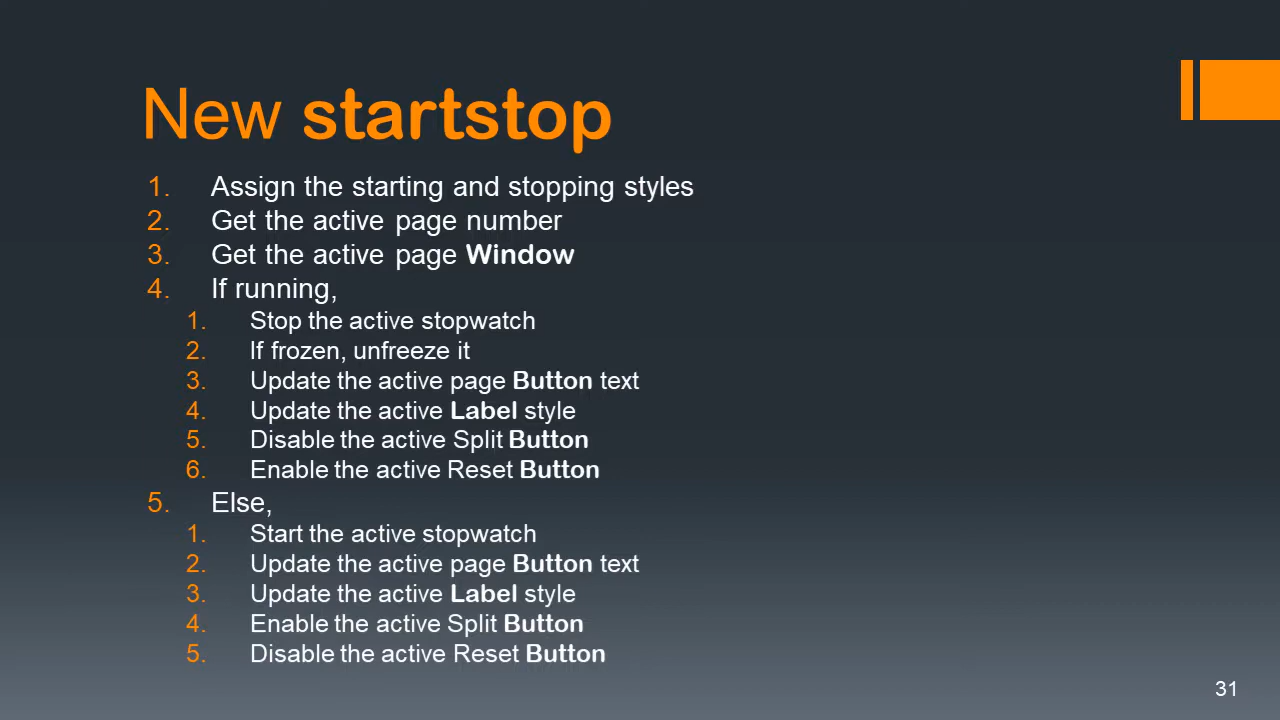 New startstop
1. Assign the starting and stopping styles
2. Get the active page number
3. Get the active page Window
4. If running,
1. Stop the active stopwatch
2. If frozen, unfreeze it
3. Update the active page Button text
4. Update the active Label style
5. Disable the active Split Button
6. Enable the active Reset Button
5. Else,
1. Start the active stopwatch
2. Update the active page Button text
3. Update the active Label style
4. Enable the active Split Button
5. Disable the active Reset Button
31